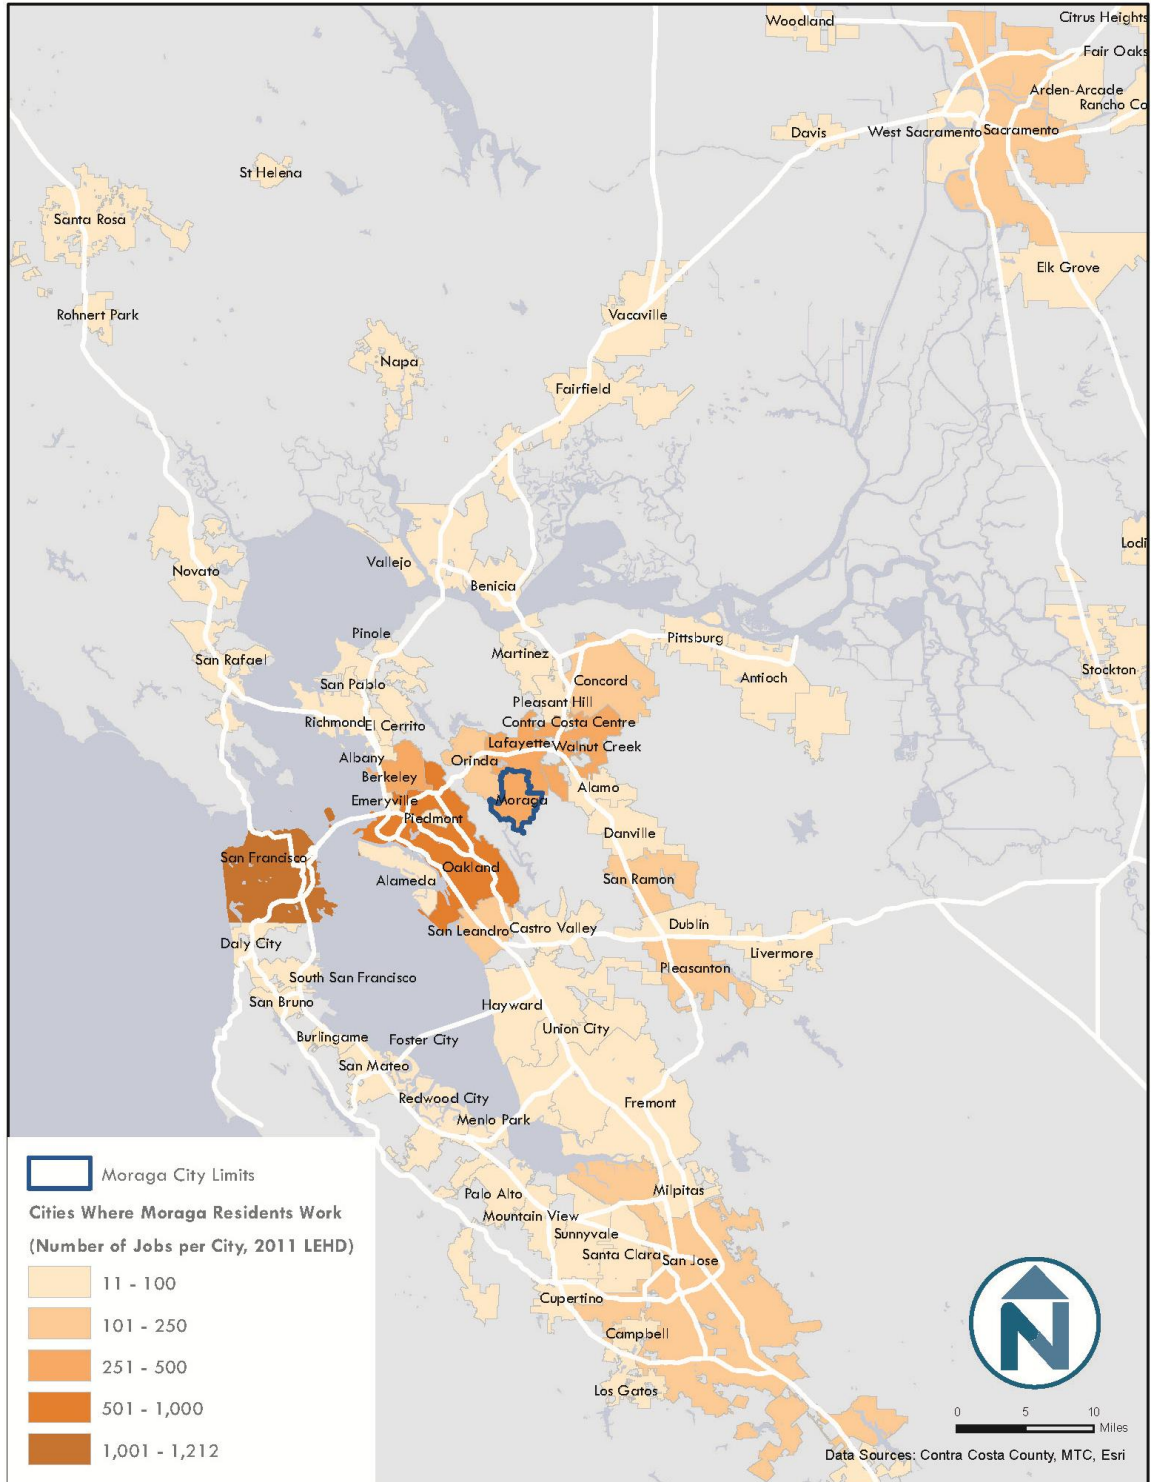 Woodland
Citrus Heights
Fair Oaks
Arden-Arcade
Rancho Co
Davis
West Sacramento
Sacramento
St Helena
Santa Rosa
Elk Grove
Rohnert Park
Vacaville
Napa
Fairfield
Lodi
Vallejo
Novato
Benicia
Pinole
Pittsburg
Martinez
San Rafael
Stockton
Antioch
Concord
San Pablo
Pleasant Hill
Richmond
El Cerrito
Contra Costa Centre
Lafayette
Walnut Creek
Albany
Orinda
Berkeley
Alamo
Emeryville
Moraga
Piedmont
Danville
San Francisco
Oakland
Alameda
San Ramon
San Leandro
Castro Valley
Dublin
Daly City
Livermore
Pleasanton
South San Francisco
San Bruno
Hayward
Union City
Burlingame
Foster City
San Mateo
Redwood City
Fremont
Menlo Park
Palo Alto
Milpitas
Mountain View
Sunnyvale
Santa Clara
San Jose
Cupertino
Campbell
Los Gatos
Moraga City Limits
Cities Where Moraga Residents Work
(Number of Jobs per City, 2011 LEHD)
11 - 100
101 - 250
251 - 500
501 - 1,000
1,001 - 1,212
N
0 5 10
Miles
Data Sources: Contra Costa County, MTC, Esri